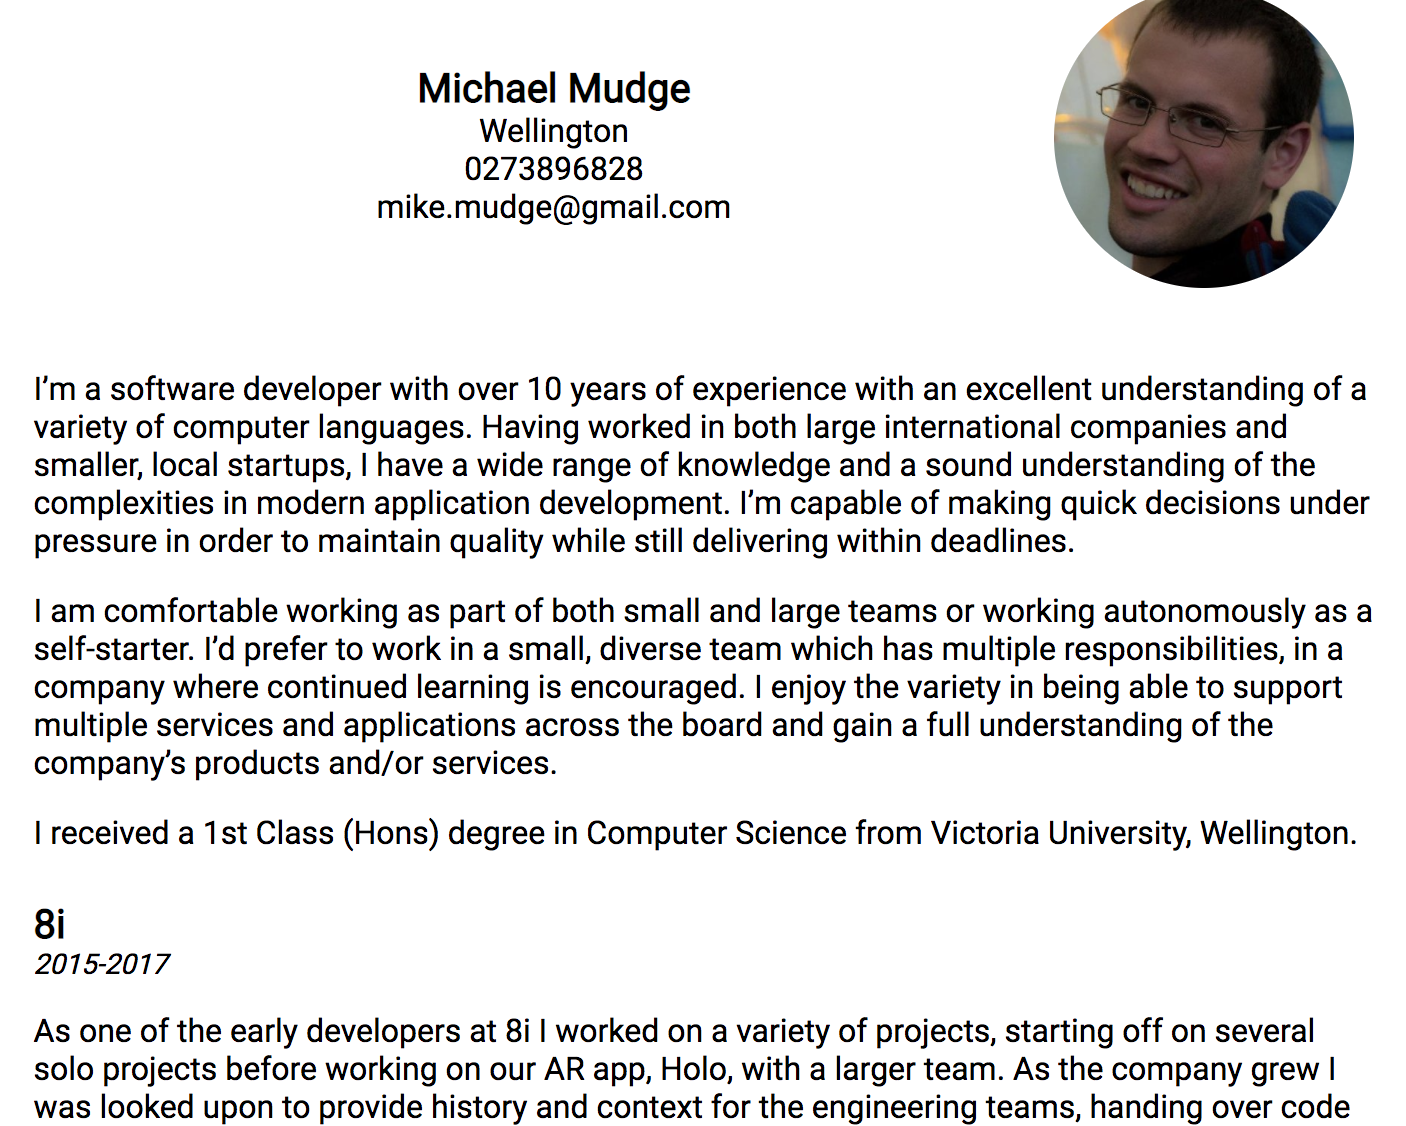 Michael Mudge
Wellington
0273896828
mike.mudge@gmail.com
I’m a software developer with over 10 years of experience with an excellent understanding of a
variety of computer languages. Having worked in both large international companies and
smaller, local startups, I have a wide range of knowledge and a sound understanding of the
complexities in modern application development. I’m capable of making quick decisions under
pressure in order to maintain quality while still delivering within deadlines.
I am comfortable working as part of both small and large teams or working autonomously as a
self-starter. I’d prefer to work in a small, diverse team which has multiple responsibilities, in a
company where continued learning is encouraged. I enjoy the variety in being able to support
multiple services and applications across the board and gain a full understanding of the
company’s products and/or services.
I received a 1st Class (Hons) degree in Computer Science from Victoria University, Wellington.
8i
2015-2017
As one of the early developers at 8i I worked on a variety of projects, starting off on several
solo projects before working on our AR app, Holo, with a larger team. As the company grew I
was looked upon to provide history and context for the engineering teams, handing over code